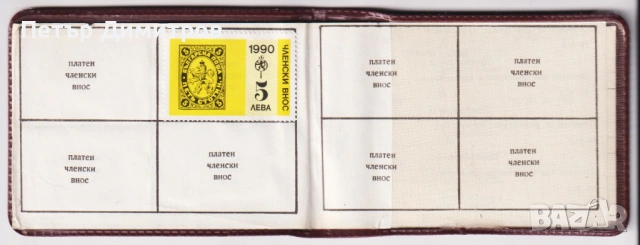 Петър Димитров
платен
членски
внос
1990
5
ЛЕВА
ЧЛЕНСКИ ВНОС
платен
членски
внос
платен
членски
внос
платен
членски
внос
платен
членски
внос
платен
членски
внос
платен
членски
внос
bazar.bg